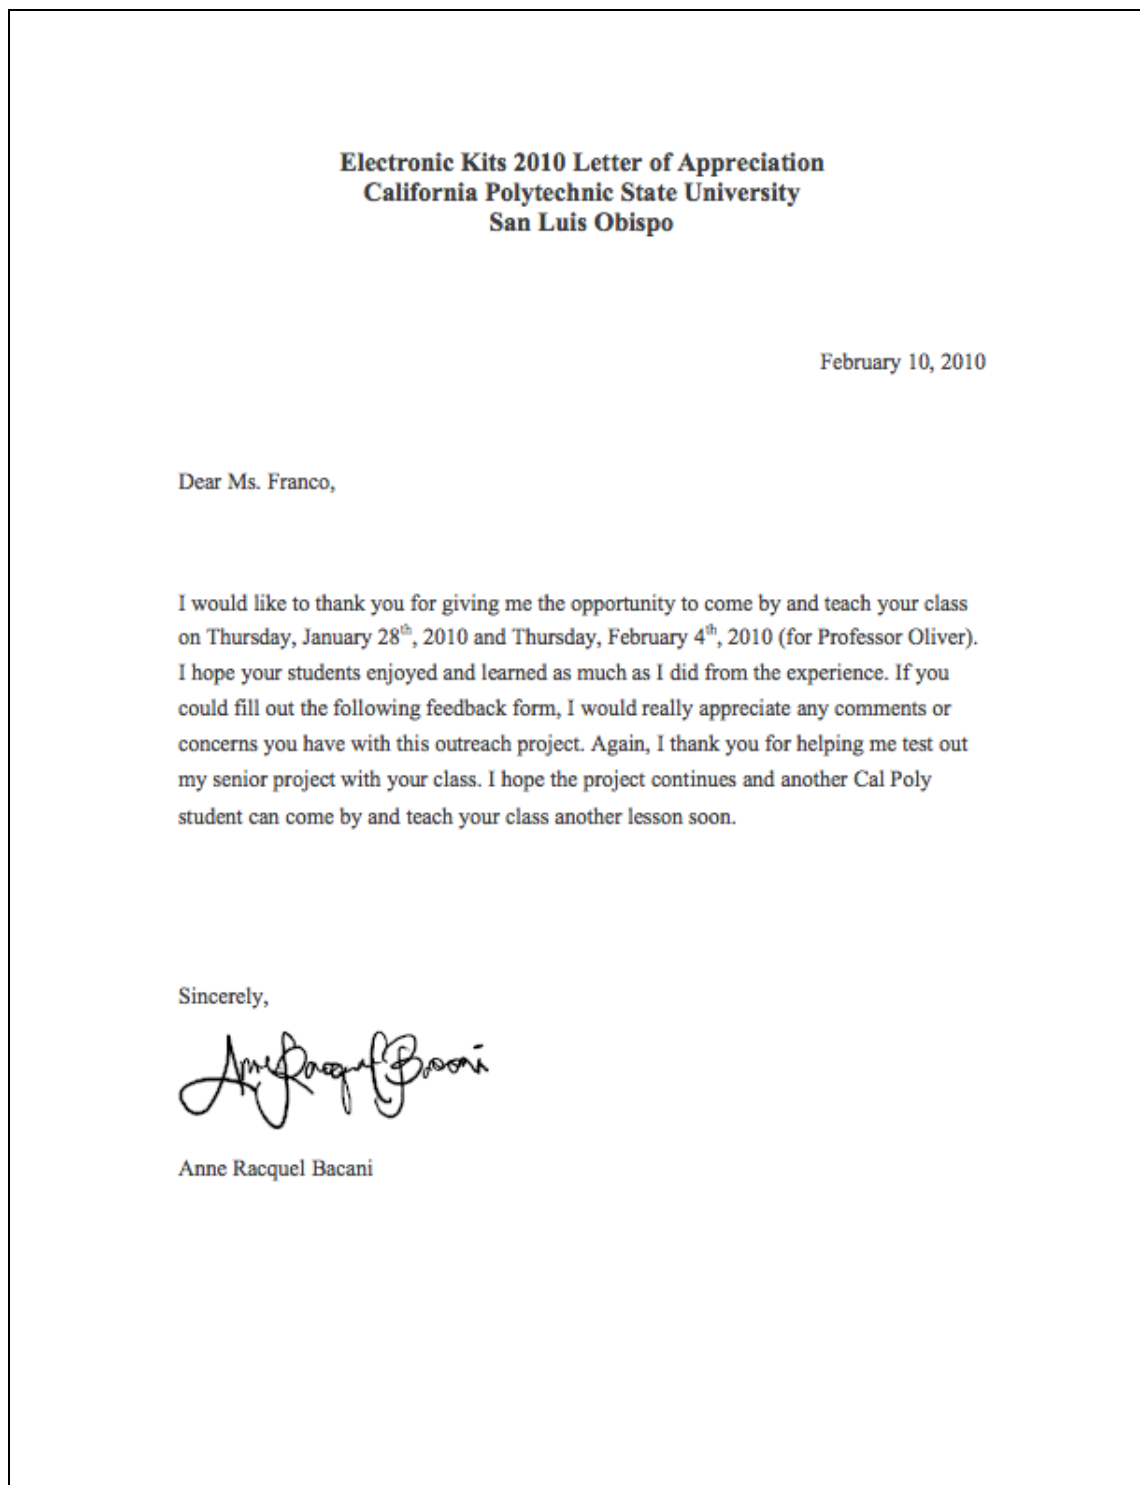 Electronic Kits 2010 Letter of Appreciation
California Polytechnic State University
San Luis Obispo
February 10, 2010
Dear Ms. Franco,
I would like to thank you for giving me the opportunity to come by and teach your class
on Thursday, January 28th, 2010 and Thursday, February 4th, 2010 (for Professor Oliver).
I hope your students enjoyed and learned as much as I did from the experience. If you
could fill out the following feedback form, I would really appreciate any comments or
concerns you have with this outreach project. Again, I thank you for helping me test out
my senior project with your class. I hope the project continues and another Cal Poly
student can come by and teach your class another lesson soon.
Sincerely,
Anne Racquel Bacani
Anne Racquel Bacani